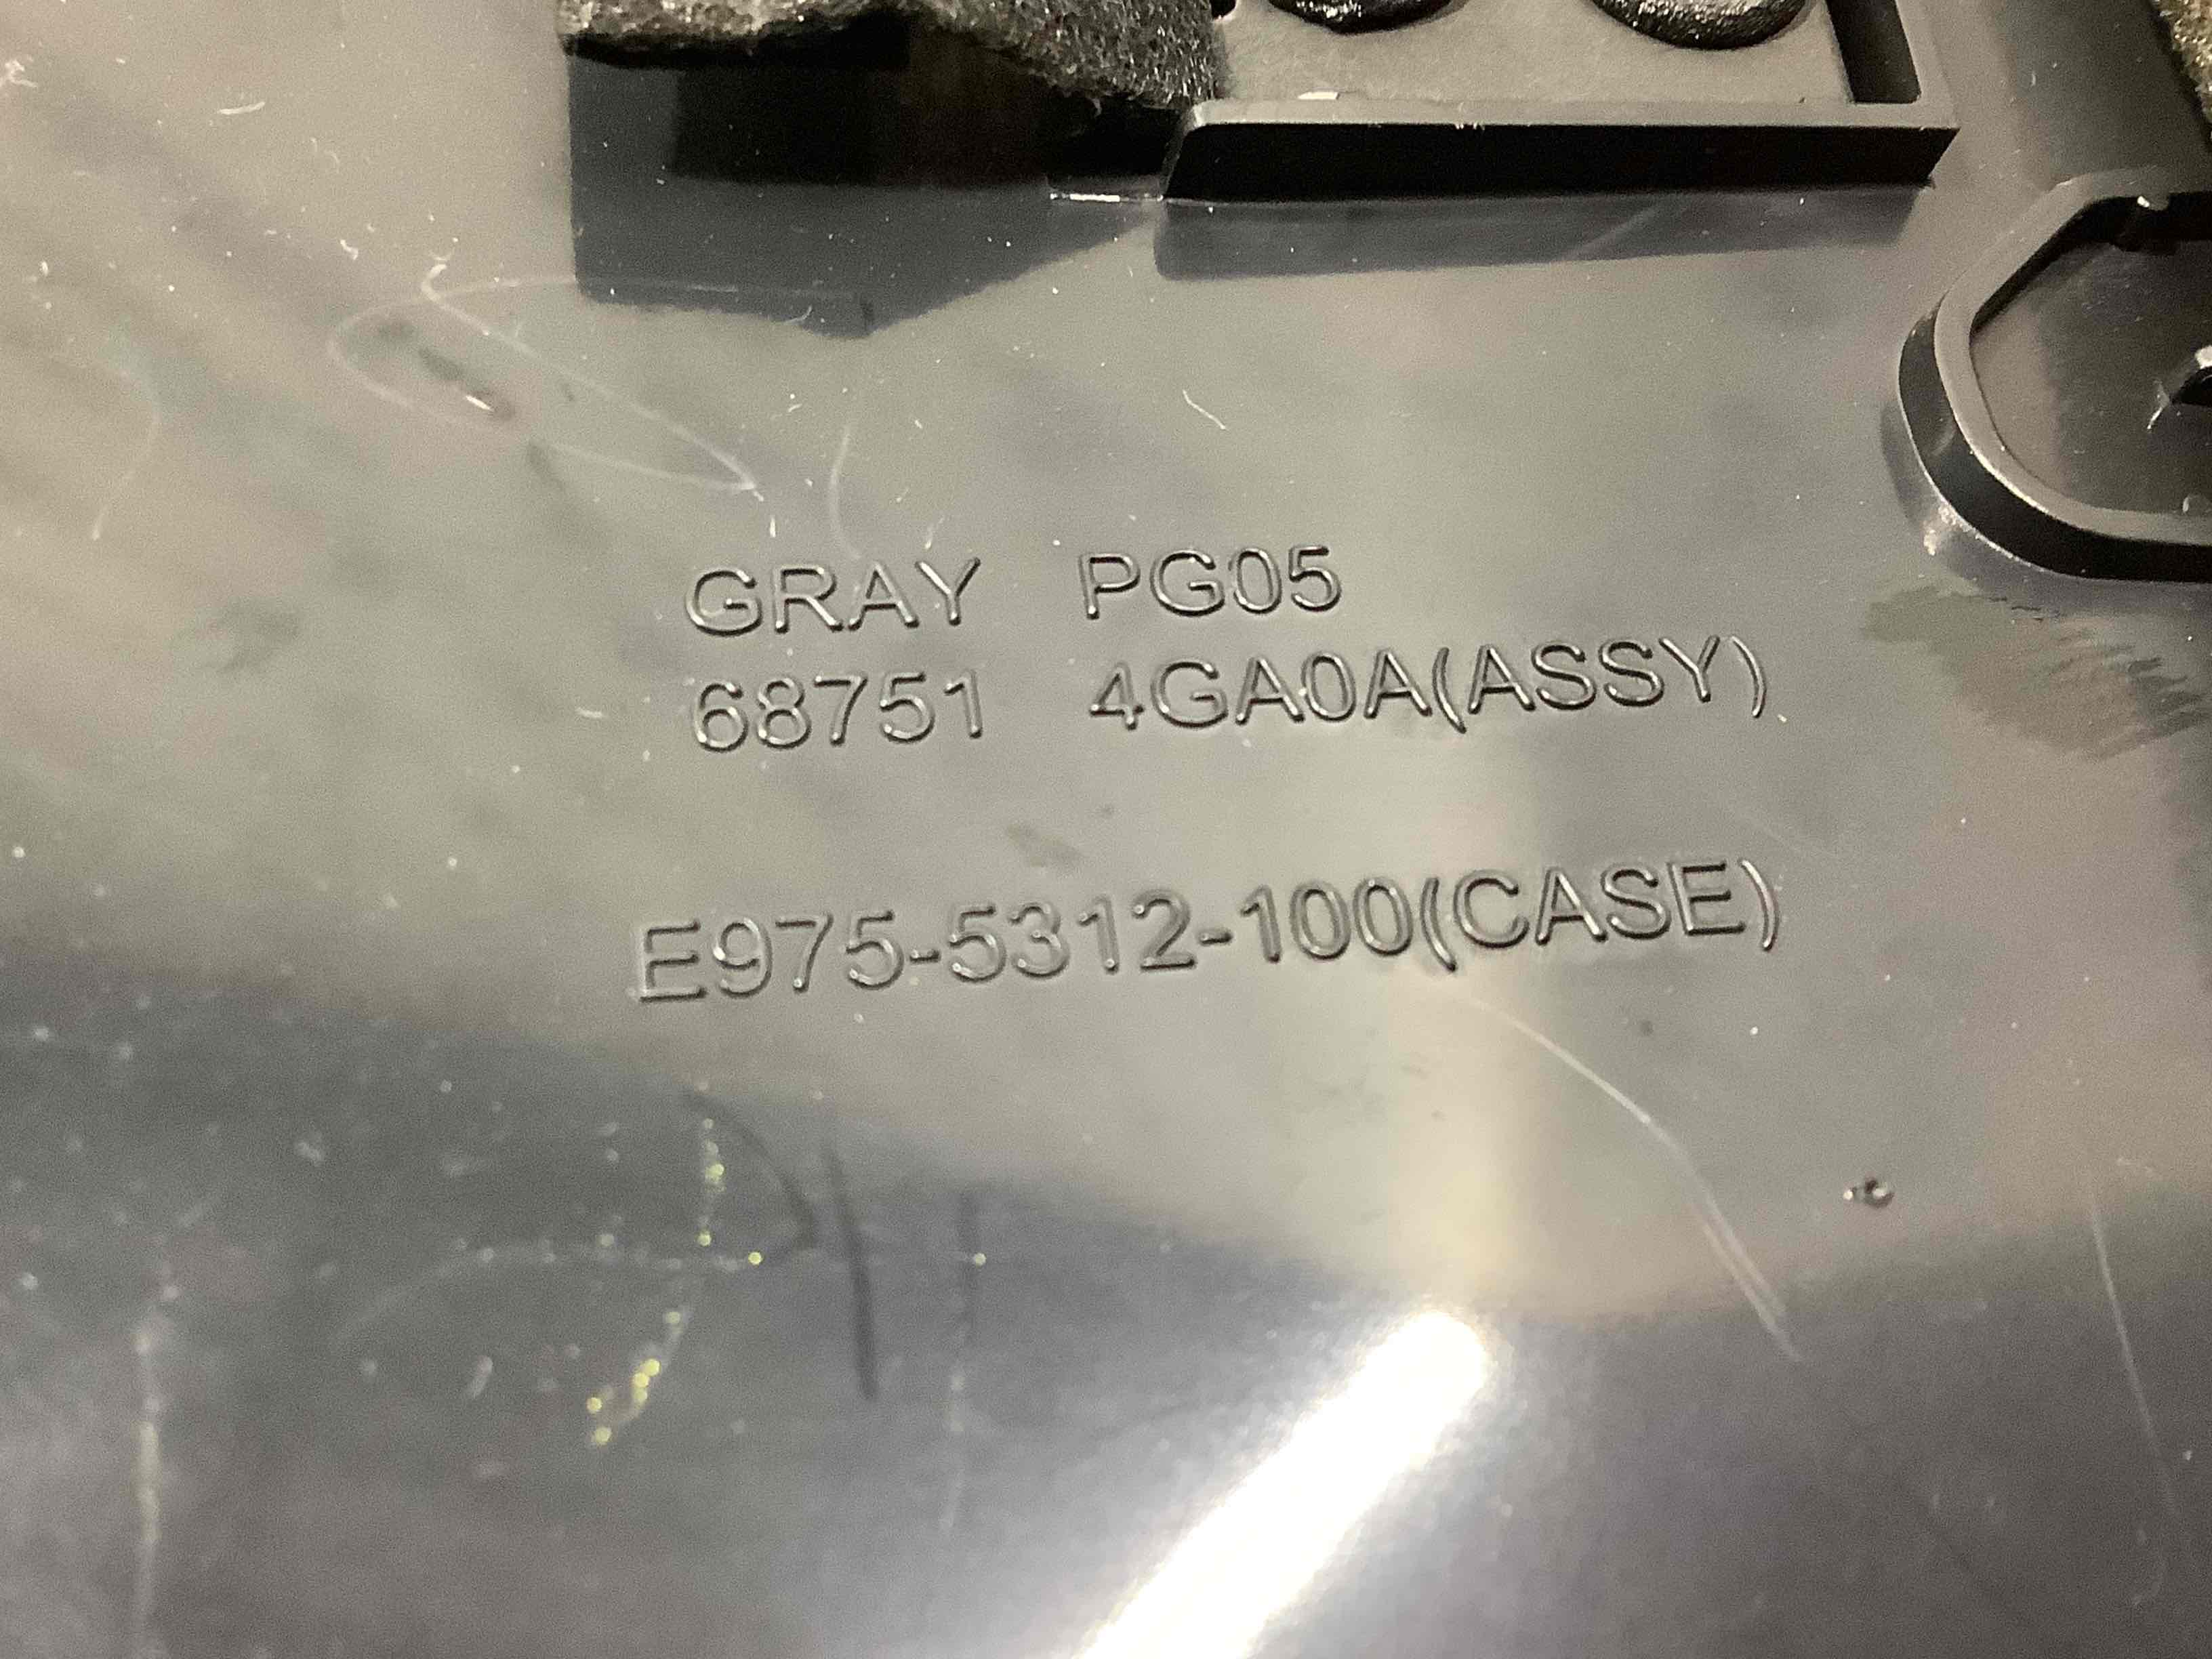 GRAY PG05
68751 4GA0A(ASSY)
E975-5312-100(CASE)